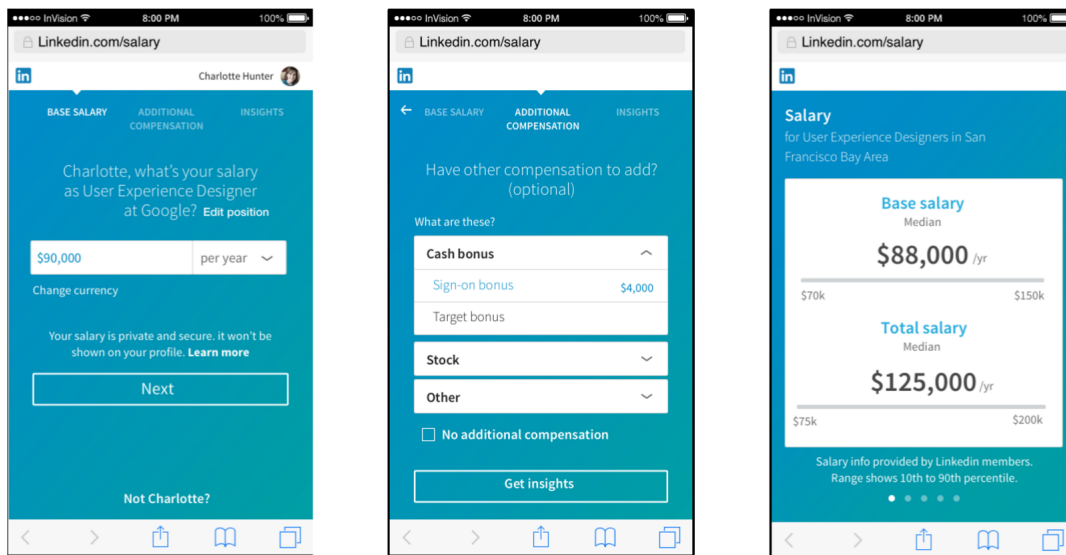 InVision 8:00 PM 100%
Linkedin.com/salary
in Charlotte Hunter
BASE SALARY ADDITIONAL INSIGHTS
COMPENSATION
Charlotte, what's your salary
as User Experience Designer
at Google? Edit position
$90,000 per year
Change currency
Your salary is private and secure. it won't be
shown on your profile. Learn more
Next
Not Charlotte?
InVision 8:00 PM 100%
Linkedin.com/salary
in
BASE SALARY ADDITIONAL INSIGHTS
COMPENSATION
Have other compensation to add?
(optional)
What are these?
Cash bonus
Sign-on bonus $4,000
Target bonus
Stock
Other
No additional compensation
Get insights
InVision 8:00 PM 100%
Linkedin.com/salary
in
Salary
for User Experience Designers in San
Francisco Bay Area
Base salary
Median
$88,000 /yr
$70k $150k
Total salary
Median
$125,000 /yr
$75k $200k
Salary info provided by Linkedin members.
Range shows 10th to 90th percentile.